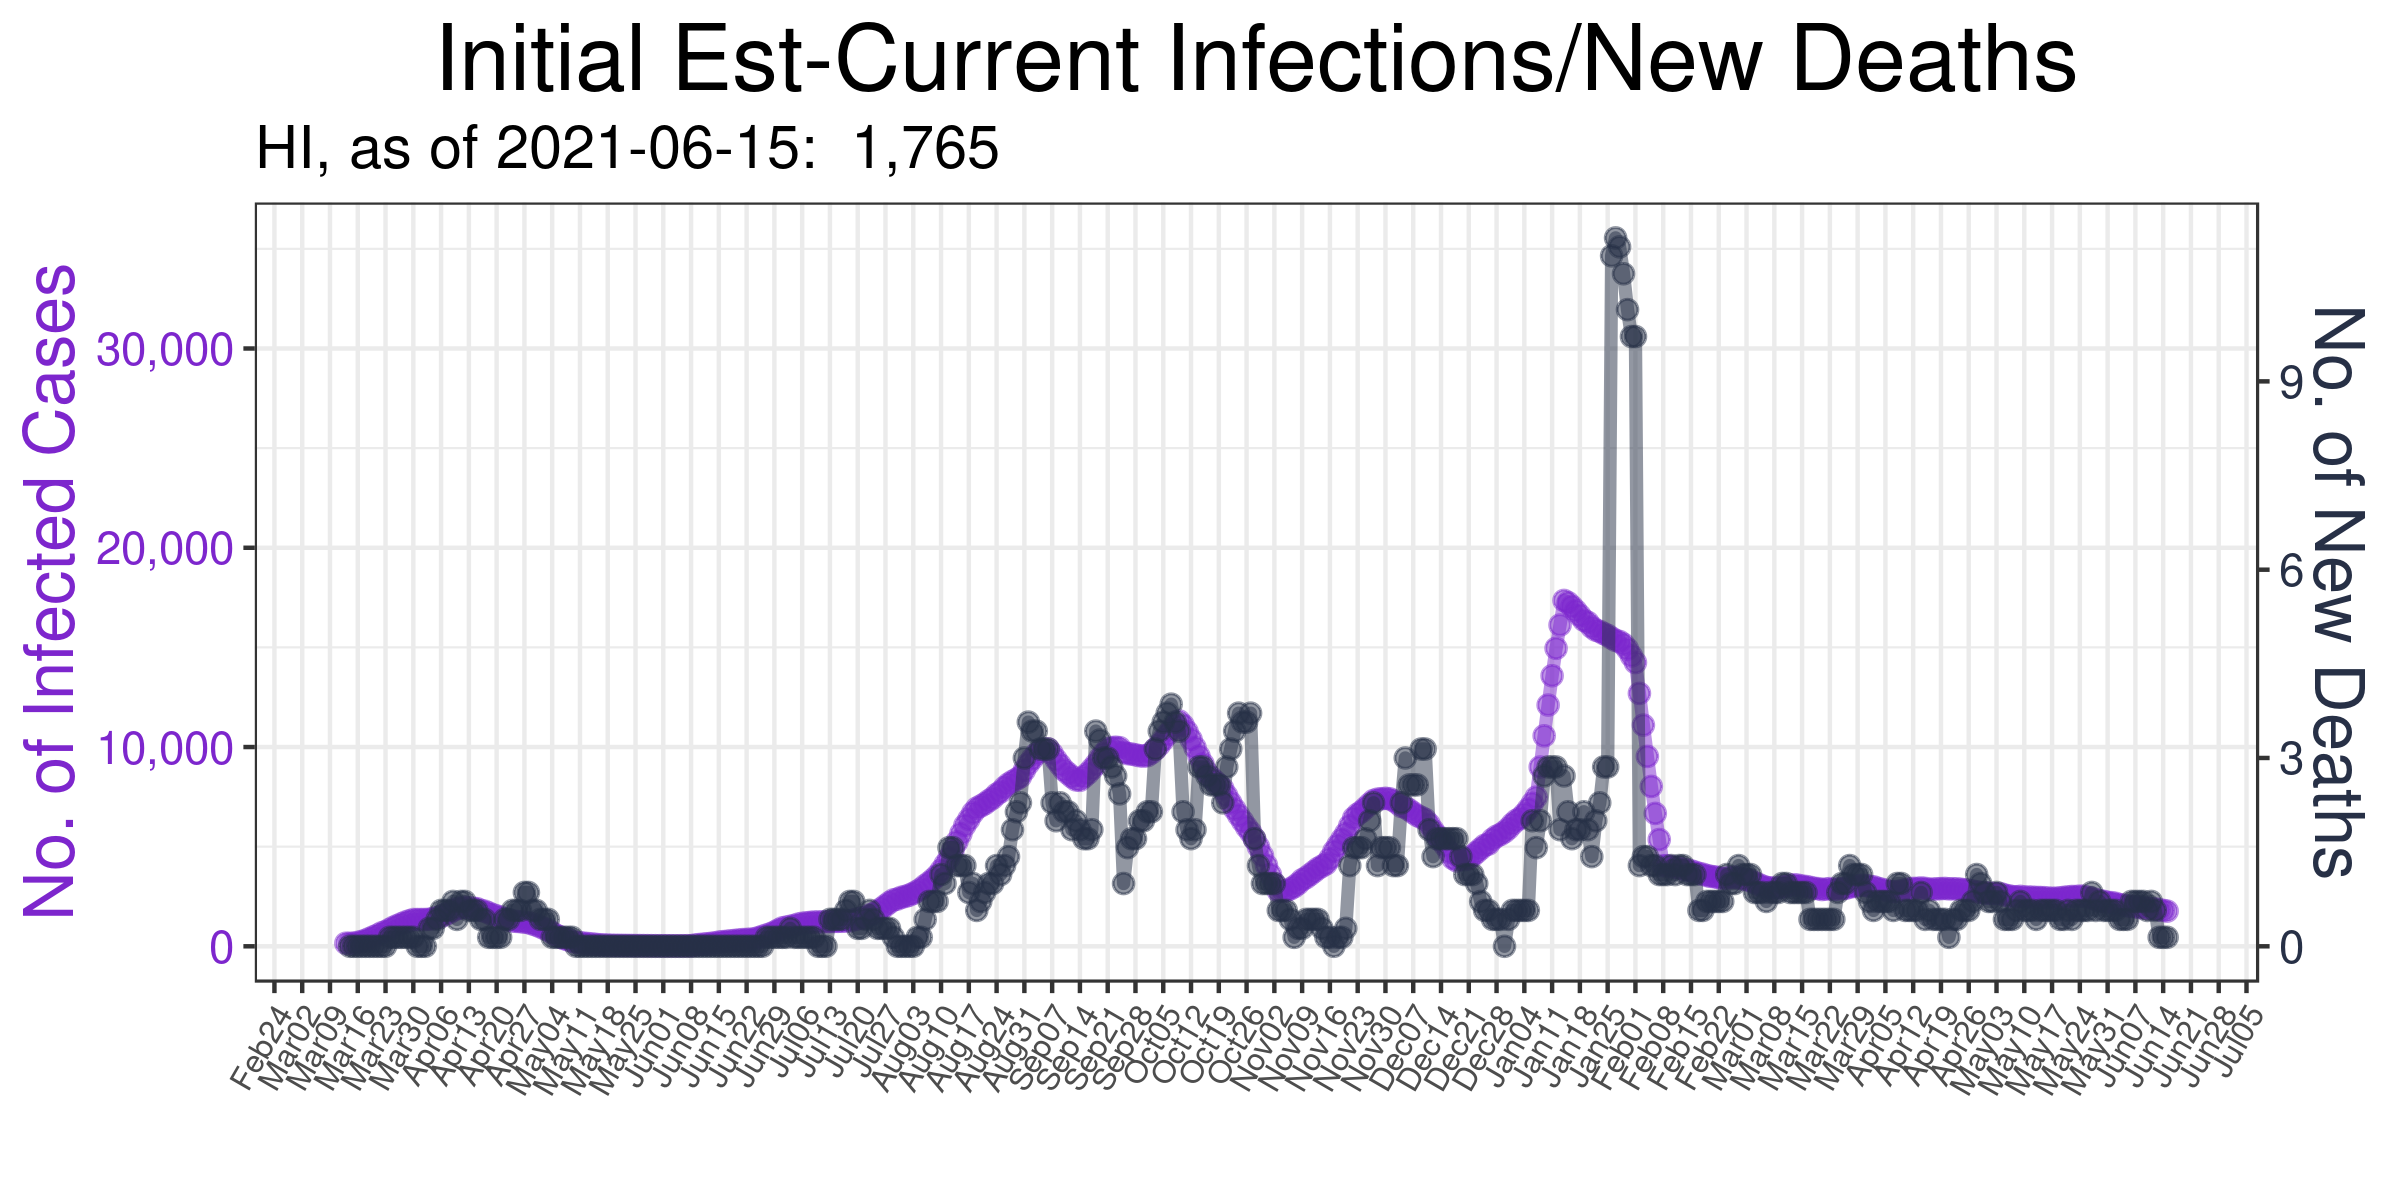 Initial Est-Current Infections/New Deaths
HI, as of 2021-06-15:  1,765
No. of Infected Cases
30,000
20,000
10,000
0
9
6
3
0
No. of New Deaths
Feb24
Mar02
Mar09
Mar16
Mar23
Mar30
Apr06
Apr13
Apr20
Apr27
May04
May11
May18
May25
Jun01
Jun08
Jun15
Jun22
Jun29
Jul06
Jul13
Jul20
Jul27
Aug03
Aug10
Aug17
Aug24
Aug31
Sep07
Sep14
Sep21
Sep28
Oct05
Oct12
Oct19
Oct26
Nov02
Nov09
Nov16
Nov23
Nov30
Dec07
Dec14
Dec21
Dec28
Jan04
Jan11
Jan18
Jan25
Feb01
Feb08
Feb15
Feb22
Mar01
Mar08
Mar15
Mar22
Mar29
Apr05
Apr12
Apr19
Apr26
May03
May10
May17
May24
May31
Jun07
Jun14
Jun21
Jun28
Jul05